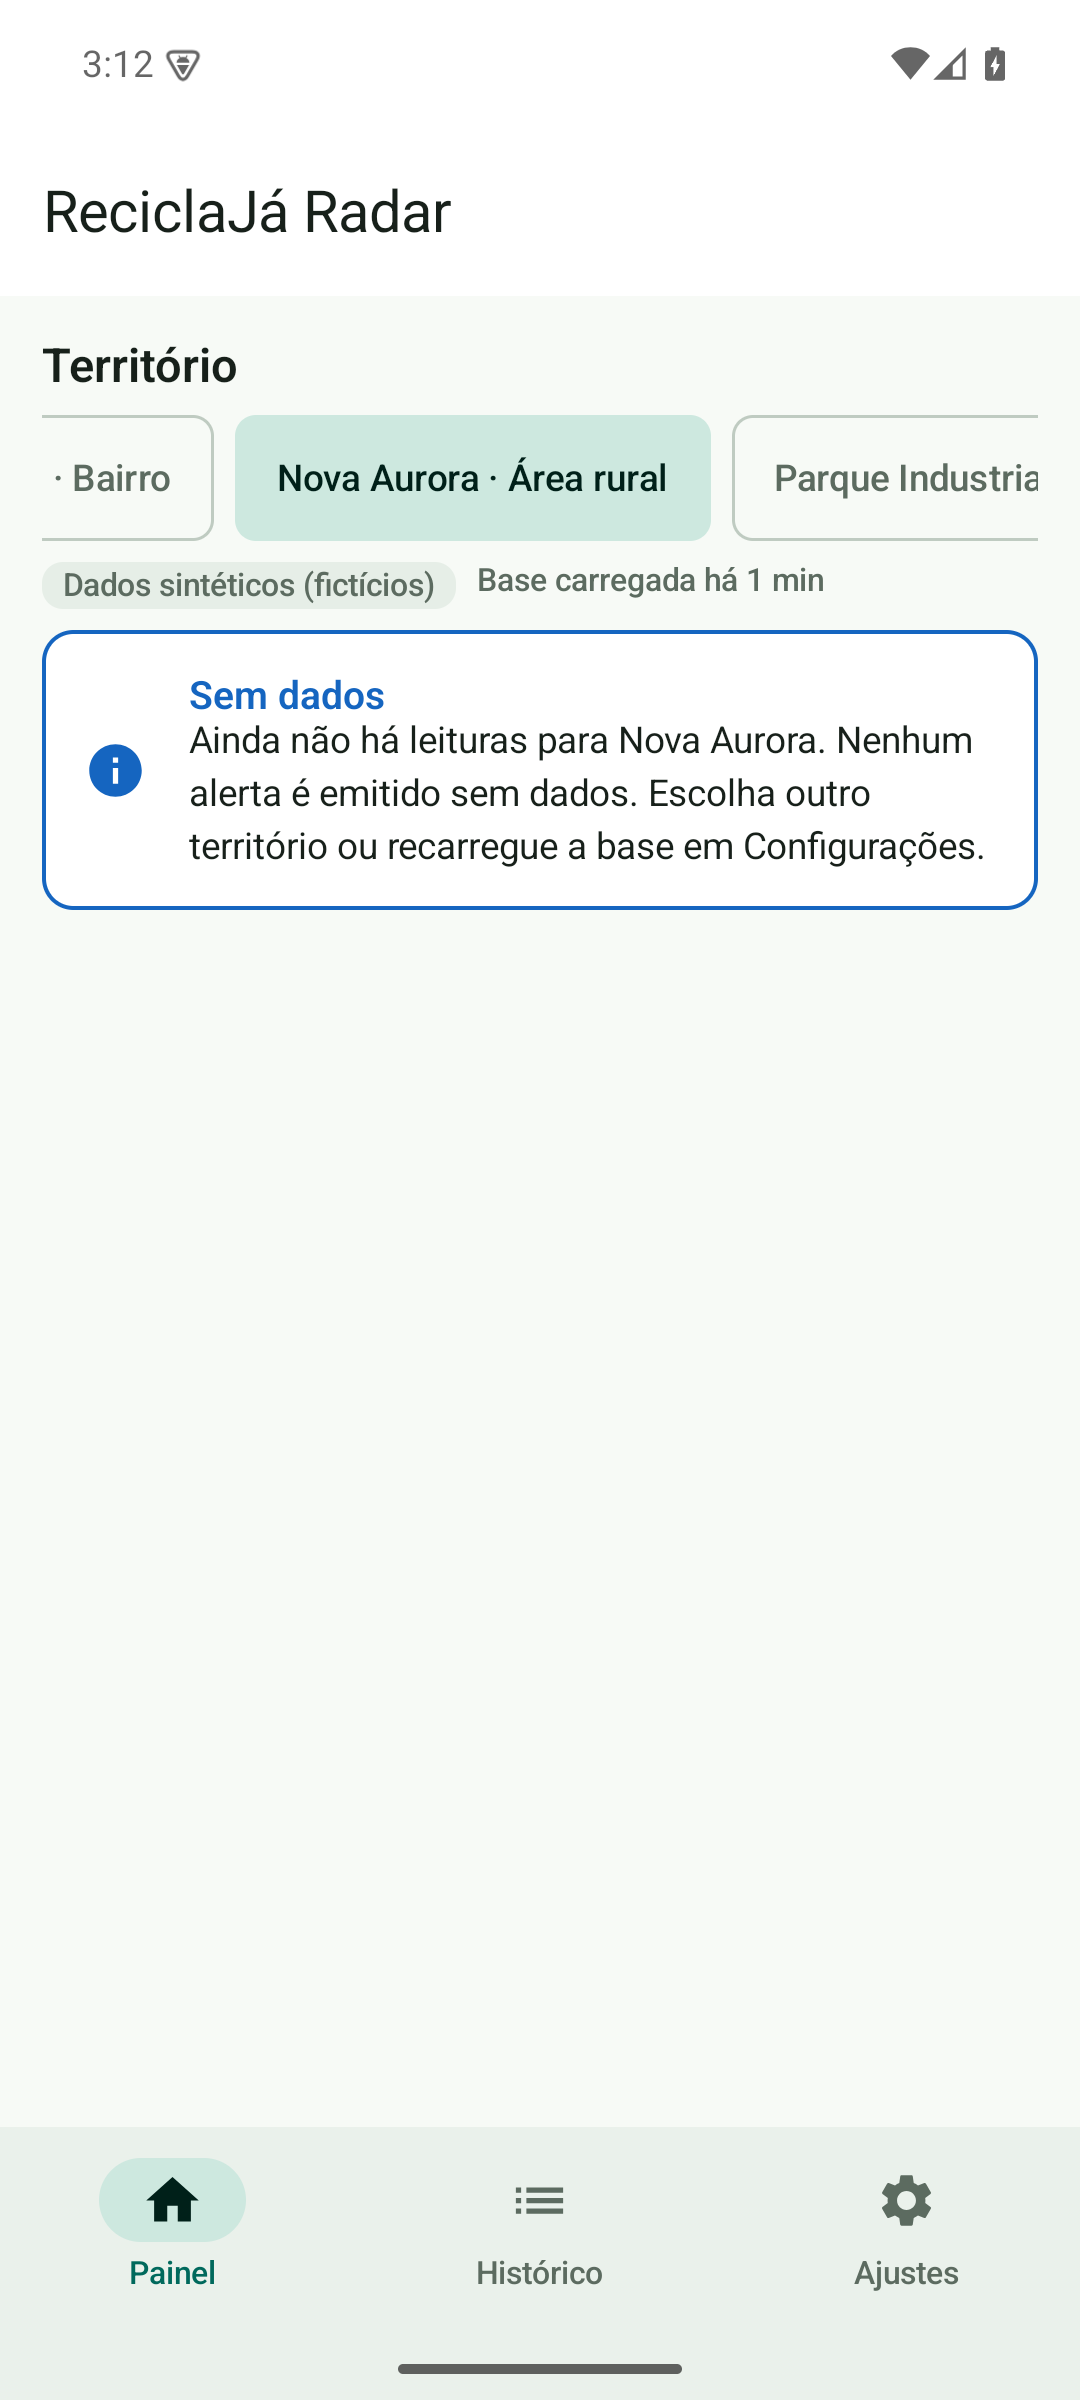 3:12
ReciclaJá Radar
Território
· Bairro
Nova Aurora · Área rural
Parque Industria
Dados sintéticos (fictícios)
Base carregada há 1 min
Sem dados
Ainda não há leituras para Nova Aurora. Nenhum
alerta é emitido sem dados. Escolha outro
território ou recarregue a base em Configurações.
Painel
Histórico
Ajustes